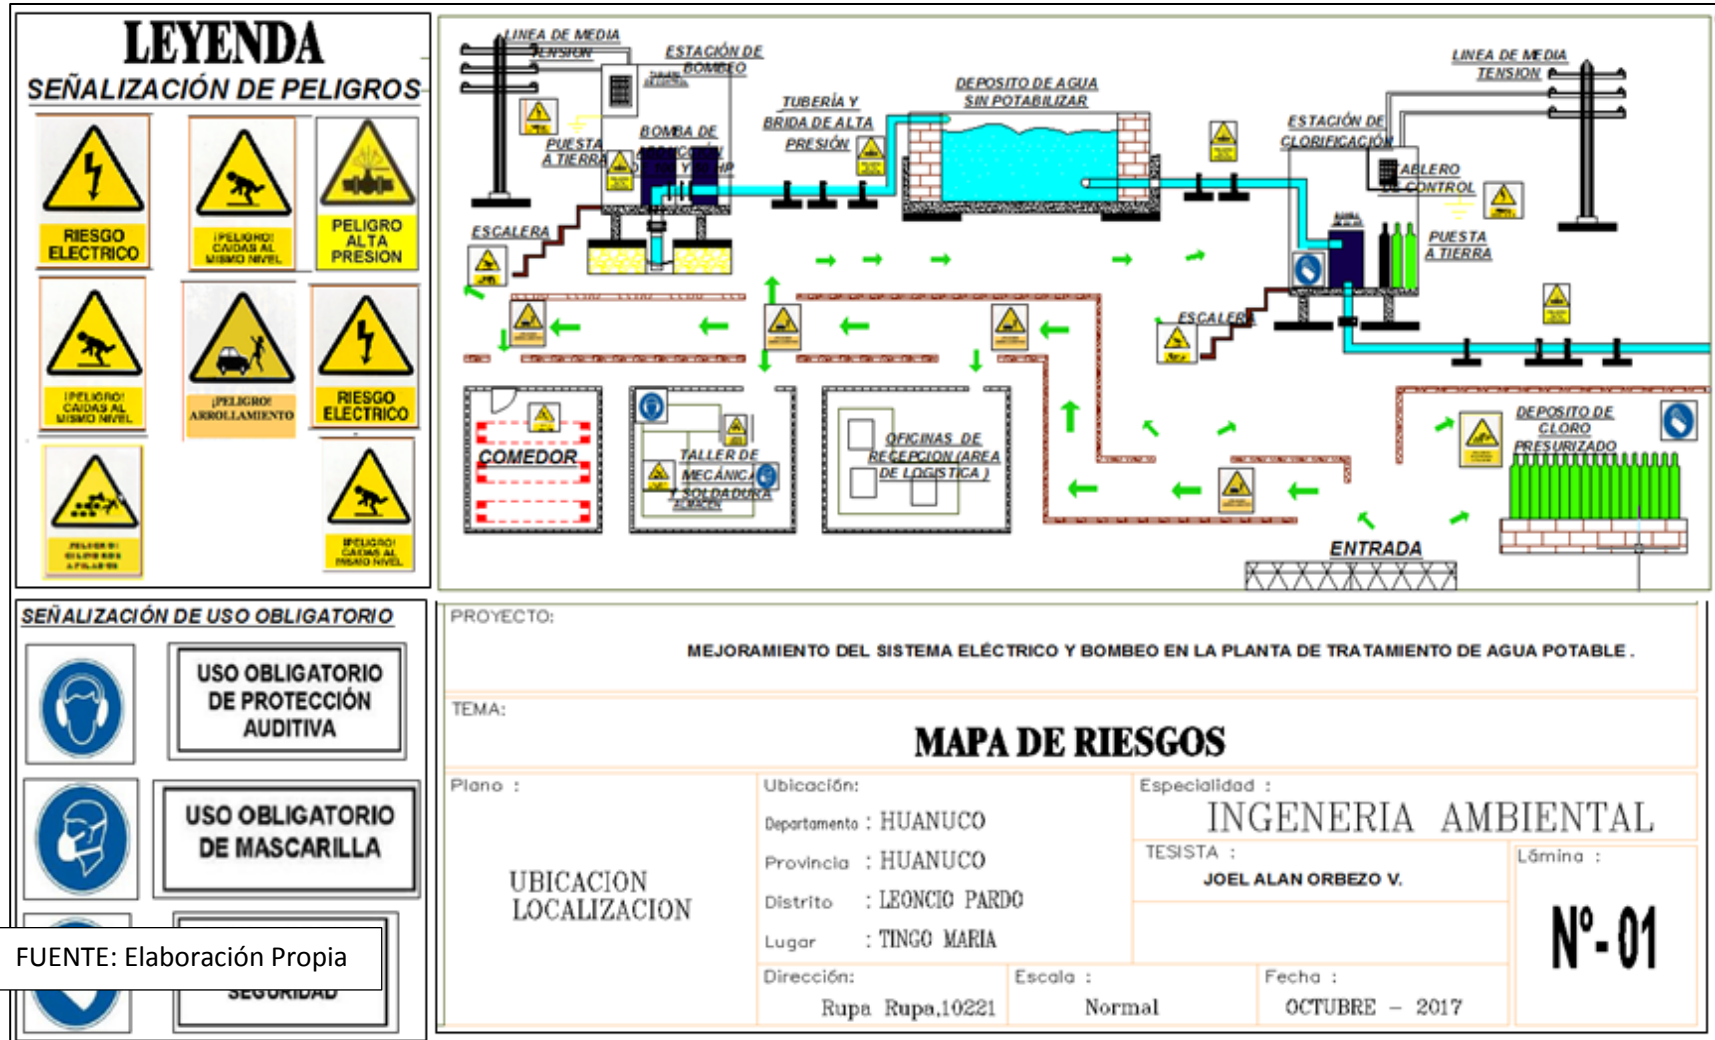 LEYENDA
SEÑALIZACIÓN DE PELIGROS
RIESGO
ELECTRICO
¡PELIGRO!
CAIDAS AL
MISMO NIVEL
PELIGRO
ALTA
PRESION
¡PELIGRO!
CAIDAS AL
MISMO NIVEL
¡PELIGRO!
ARROLLAMIENTO
RIESGO
ELECTRICO
¡PELIGRO!
CAIDAS AL
MISMO NIVEL
LINEA DE MEDIA
TENSION
ESTACIÓN DE
BOMBEO
PUESTA
A TIERRA
BOMBA DE
HP
ESCALERA
TUBERÍA Y
BRIDA DE ALTA
PRESIÓN
DEPOSITO DE AGUA
SIN POTABILIZAR
ESTACIÓN DE
CLORIFICACIÓN
LINEA DE MEDIA
TENSION
TABLERO
DE CONTROL
PUESTA
A TIERRA
ESCALERA
COMEDOR
TALLER DE
MECÁNICA
Y SOLDADURA
ALMACEN
OFICINAS DE
RECEPCION (AREA
DE LOGISTICA )
DEPOSITO DE
CLORO
PRESURIZADO
ENTRADA
SEÑALIZACIÓN DE USO OBLIGATORIO
USO OBLIGATORIO
DE PROTECCIÓN
AUDITIVA
USO OBLIGATORIO
DE MASCARILLA
SEGURIDAD
FUENTE: Elaboración Propia
PROYECTO:
MEJORAMIENTO DEL SISTEMA ELÉCTRICO Y BOMBEO EN LA PLANTA DE TRATAMIENTO DE AGUA POTABLE .
TEMA:
MAPA DE RIESGOS
Plano :
UBICACION
LOCALIZACION
Ubicación:
Departamento : HUANUCO
Provincia : HUANUCO
Distrito : LEONCIO PARDO
Lugar : TINGO MARIA
Dirección:
Rupa Rupa,10221
Escala :
Normal
Especialidad :
INGENERIA AMBIENTAL
TESISTA :
JOEL ALAN ORBEZO V.
Fecha :
OCTUBRE - 2017
Lámina :
Nº- 01